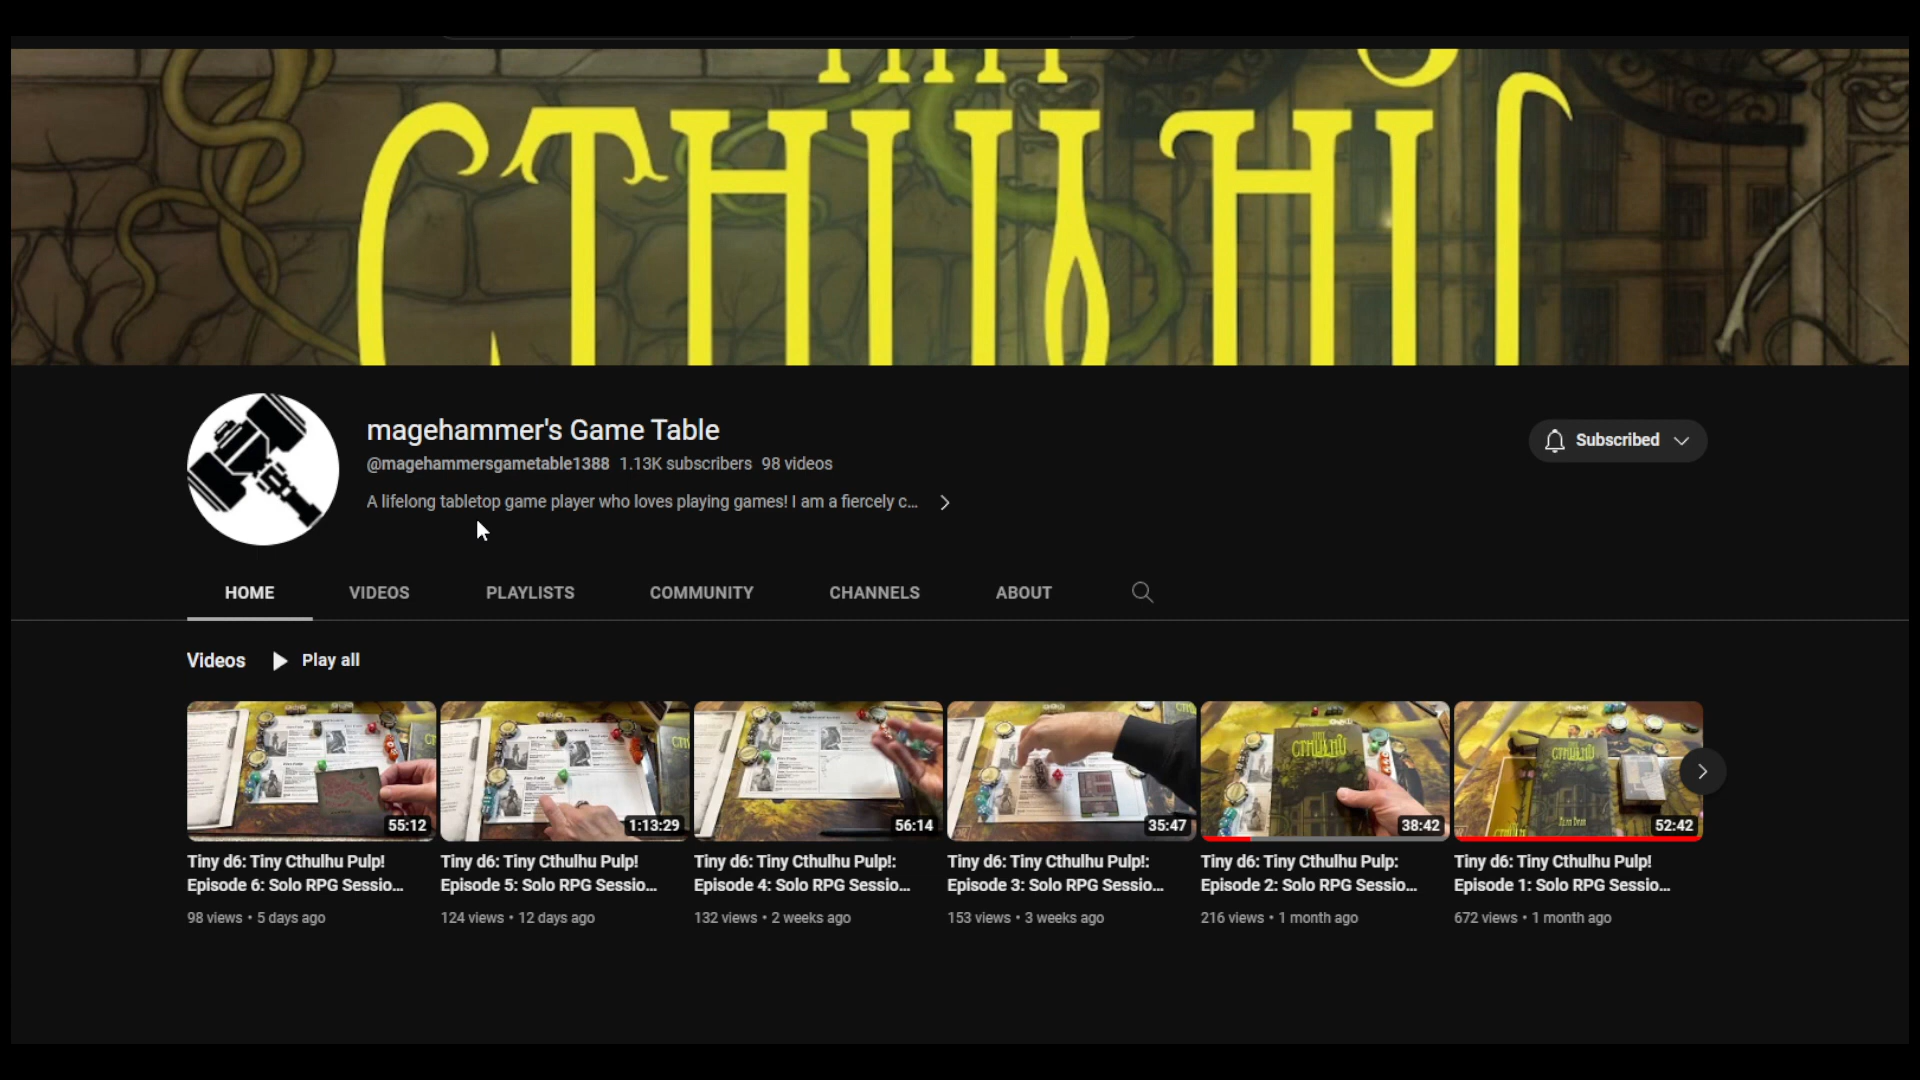 CTHULHU
magehammer's Game Table
@magehammersgametable1388 1.13K subscribers 98 videos
A lifelong tabletop game player who loves playing games! I am a fiercely c...
Subscribed
HOME VIDEOS PLAYLISTS COMMUNITY CHANNELS ABOUT
Videos Play all
55:12 1:13:29 56:14 35:47 38:42 52:42
Tiny d6: Tiny Cthulhu Pulp! Episode 6: Solo RPG Sessio...
98 views • 5 days ago
Tiny d6: Tiny Cthulhu Pulp! Episode 5: Solo RPG Sessio...
124 views • 12 days ago
Tiny d6: Tiny Cthulhu Pulp!: Episode 4: Solo RPG Sessio...
132 views • 2 weeks ago
Tiny d6: Tiny Cthulhu Pulp!: Episode 3: Solo RPG Sessio...
153 views • 3 weeks ago
Tiny d6: Tiny Cthulhu Pulp: Episode 2: Solo RPG Sessio...
216 views • 1 month ago
Tiny d6: Tiny Cthulhu Pulp! Episode 1: Solo RPG Sessio...
672 views • 1 month ago